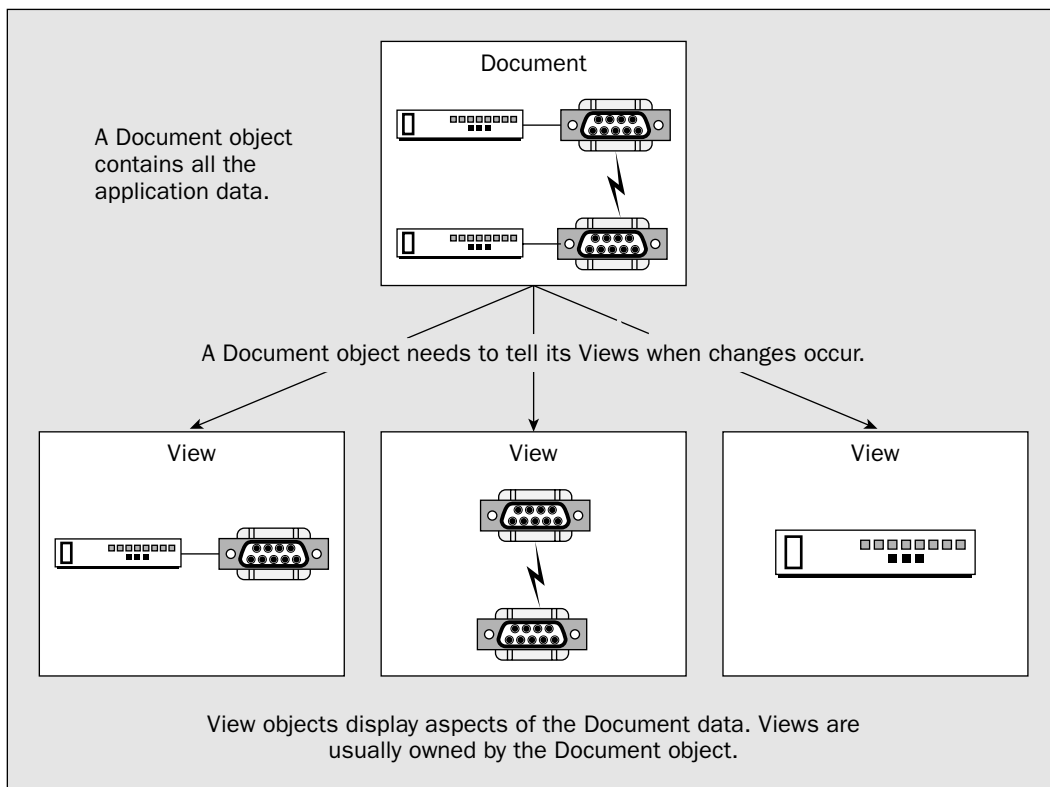 Document
A Document object
contains all the
application data.
A Document object needs to tell its Views when changes occur.
View
View
View
View objects display aspects of the Document data. Views are
usually owned by the Document object.